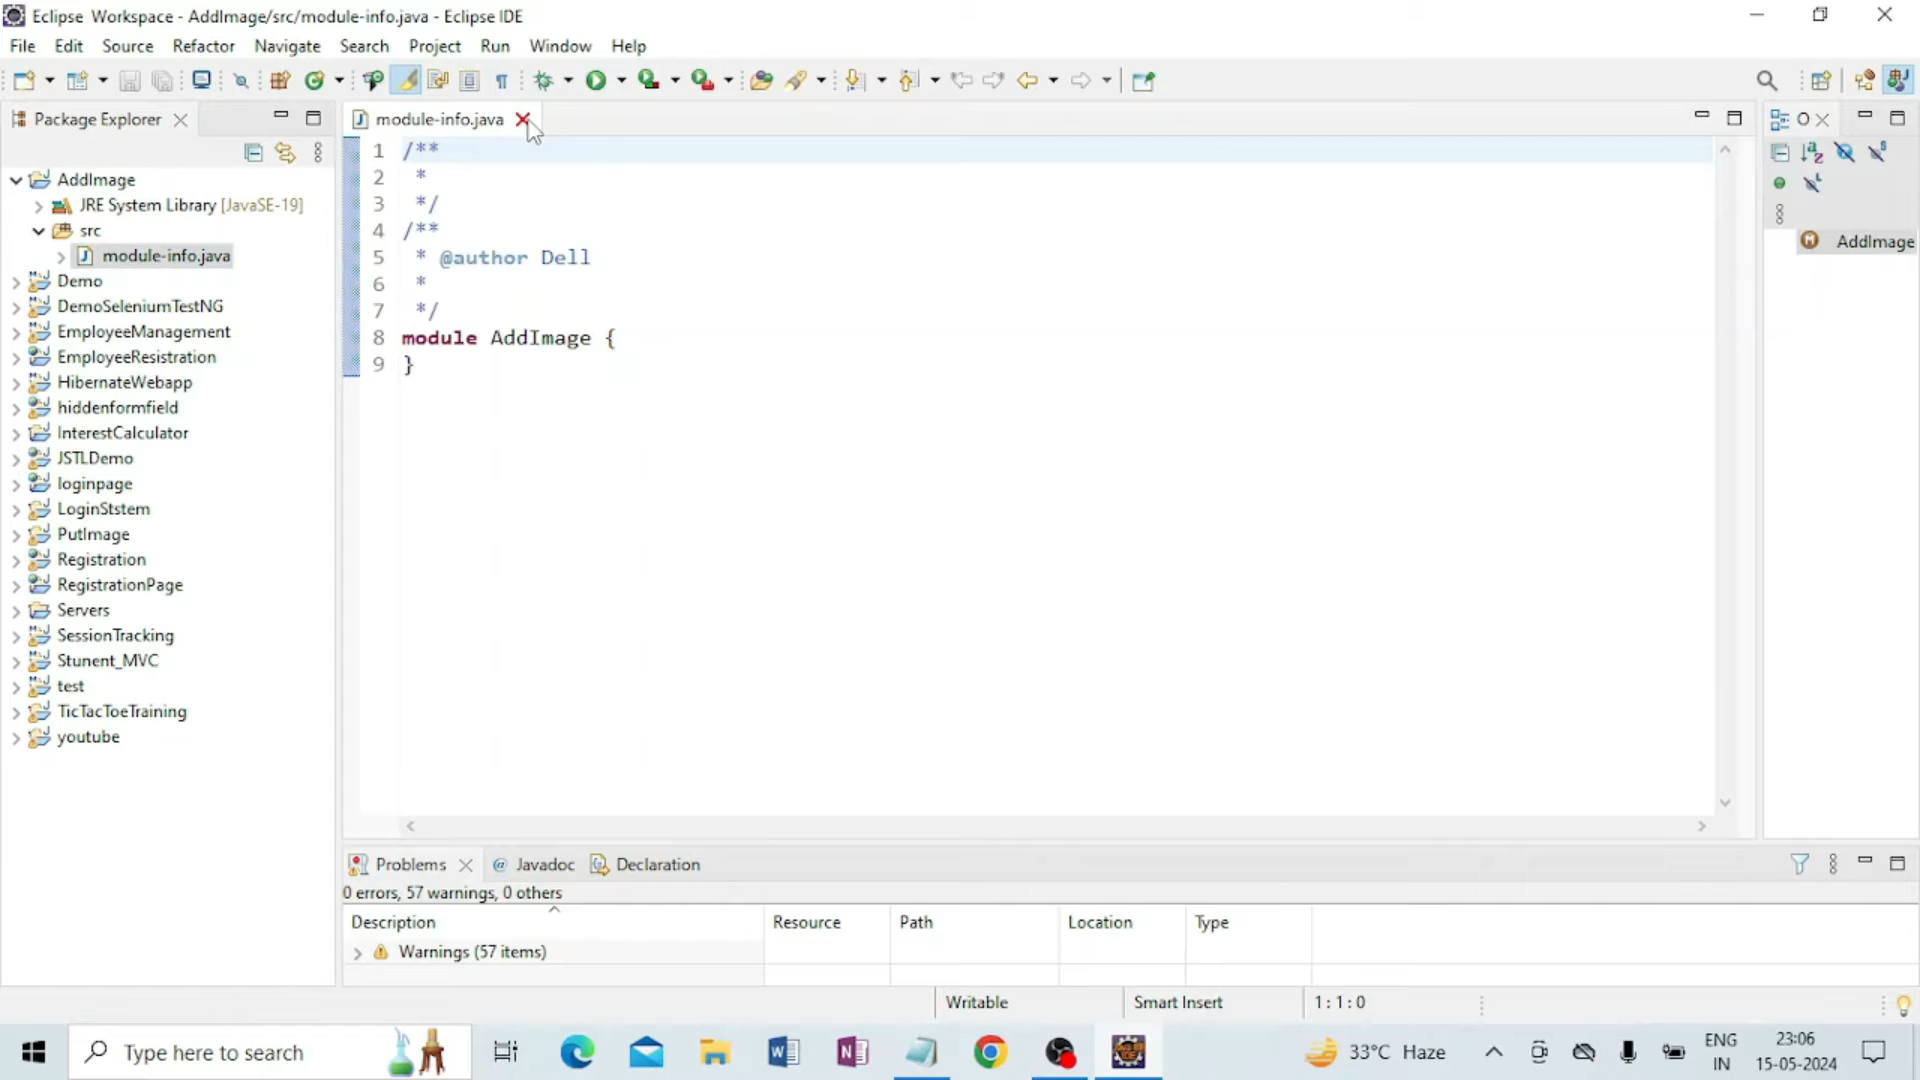 Eclipse Workspace - AddImage/src/module-info.java - Eclipse IDE
File Edit Source Refactor Navigate Search Project Run Window Help
Package Explorer
module-info.java
O
AddImage
JRE System Library [JavaSE-19]
src
module-info.java
Demo
DemoSeleniumTestNG
EmployeeManagement
EmployeeResistration
HibernateWebapp
hiddenformfield
InterestCalculator
JSTLDemo
loginpage
LoginStstem
PutImage
Registration
RegistrationPage
Servers
SessionTracking
Stunent_MVC
test
TicTacToeTraining
youtube
1 /**
2 *
3 */
4 /**
5 * @author Dell
6 *
7 */
8 module AddImage {
9 }
AddImage
Problems Javadoc Declaration
0 errors, 57 warnings, 0 others
Description Resource Path Location Type
Warnings (57 items)
Writable Smart Insert 1 : 1 : 0
Type here to search
33°C Haze
ENG
IN
23:06
15-05-2024